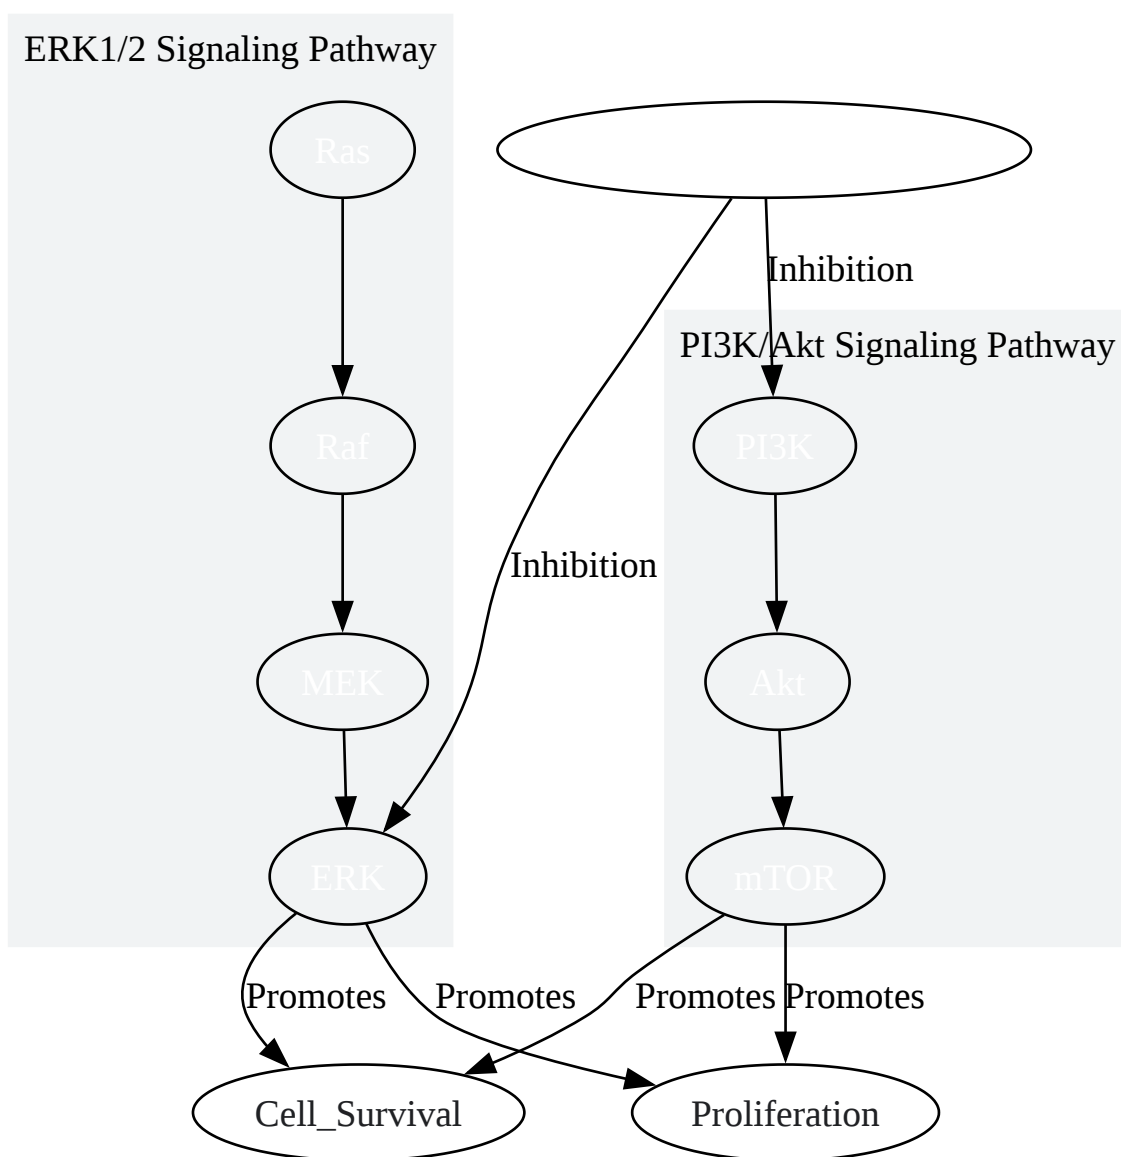 ERK1/2 Signaling Pathway
Ras
Inhibition
PI3K/Akt Signaling Pathway
Raf
PI3K
Inhibition
MEK
Akt
ERK
mTOR
Promotes
Promotes
Promotes
Promotes
Cell_Survival
Proliferation